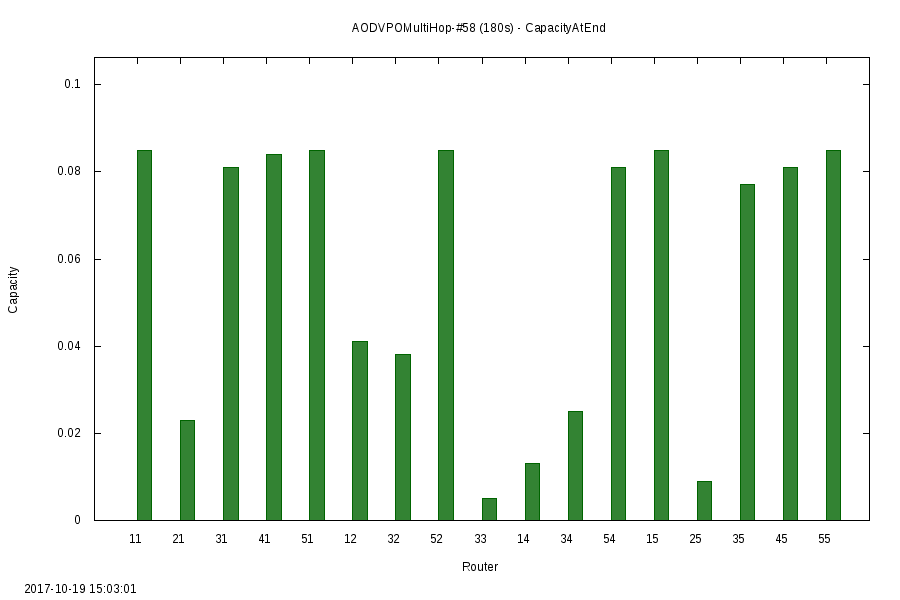 AODVPOMultiHop-#58 (180s) - CapacityAtEnd
0.1
0.08
0.06
0.04
0.02
0
Capacity
11 21 31 41 51 12 32 52 33 14 34 54 15 25 35 45 55
Router
2017-10-19 15:03:01